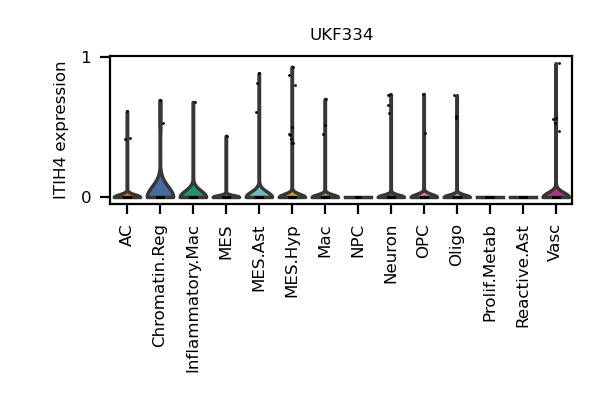 UKF334
ITIH4 expression
1
0
AC
Chromatin.Reg
Inflammatory.Mac
MES
MES.Ast
MES.Hyp
Mac
NPC
Neuron
OPC
Oligo
Prolif.Metab
Reactive.Ast
Vasc